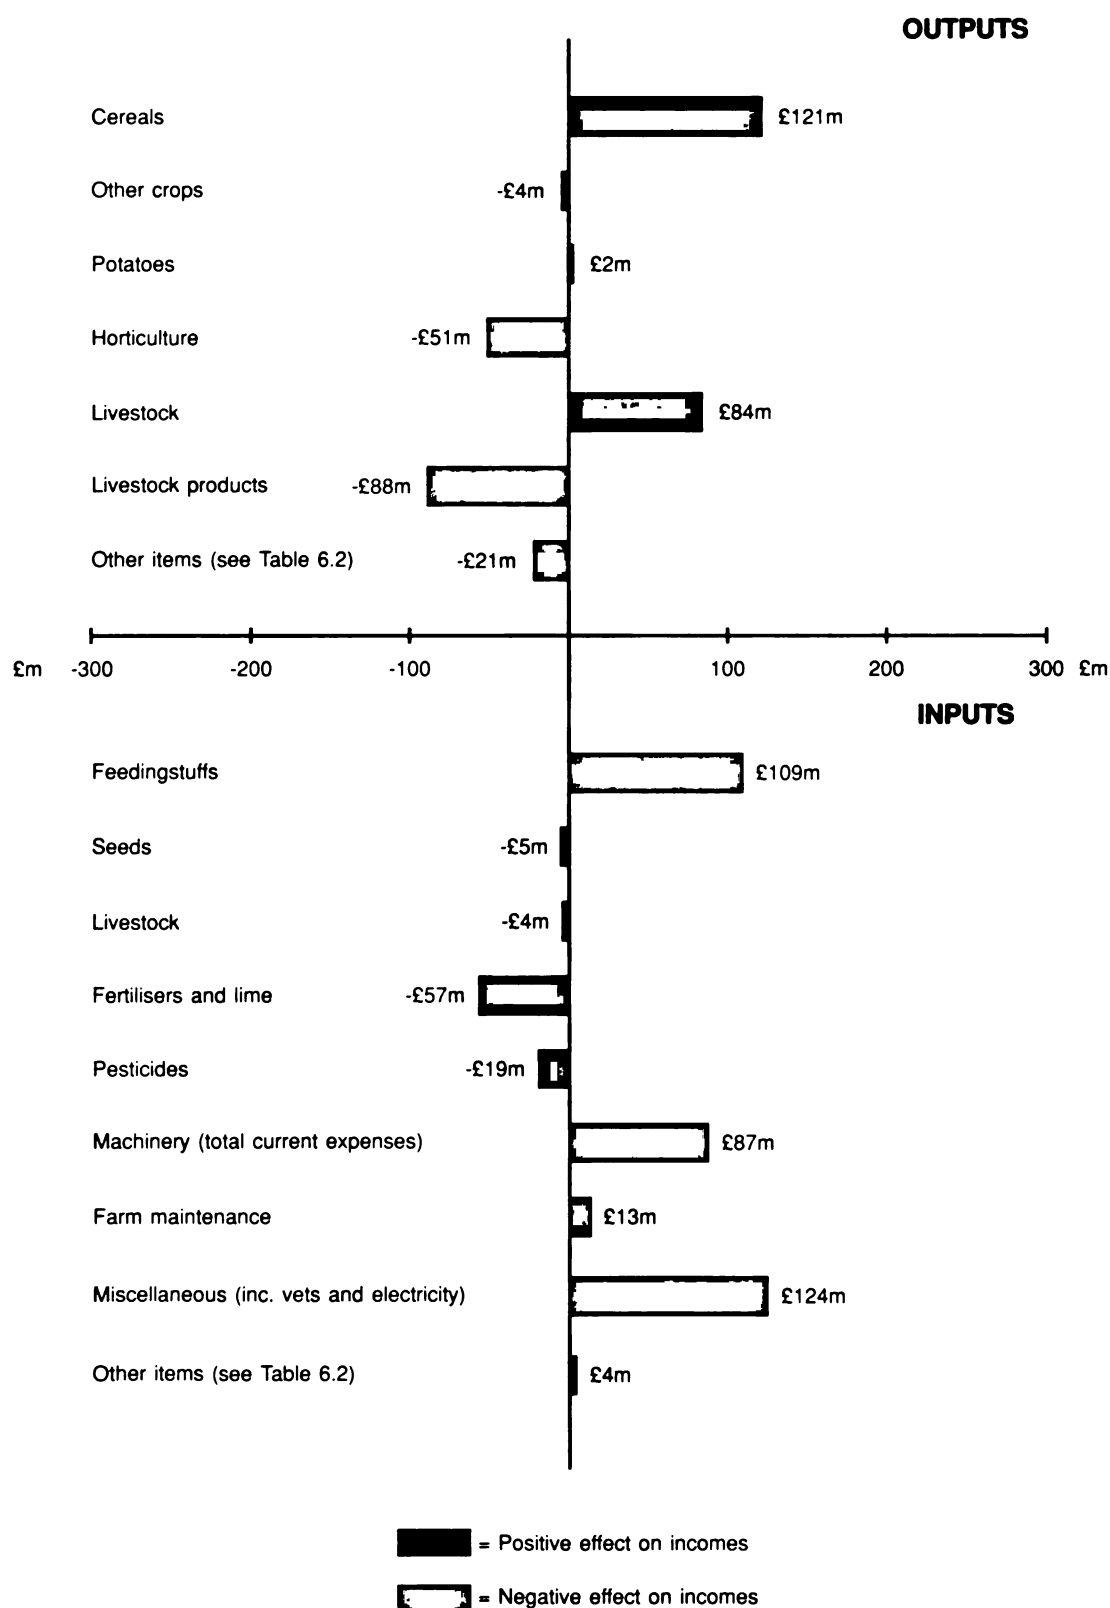 OUTPUTS
Cereals £121m
Other crops -£4m
Potatoes £2m
Horticulture -£51m
Livestock £84m
Livestock products -£88m
Other items (see Table 6.2) -£21m
£m -300 -200 -100 100 200 300 £m
INPUTS
Feedingstuffs £109m
Seeds -£5m
Livestock -£4m
Fertilisers and lime -£57m
Pesticides -£19m
Machinery (total current expenses) £87m
Farm maintenance £13m
Miscellaneous (inc. vets and electricity) £124m
Other items (see Table 6.2) £4m
= Positive effect on incomes
= Negative effect on incomes